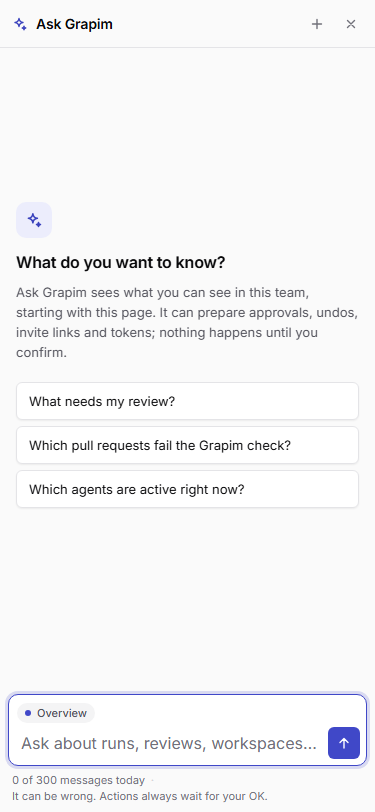 Ask Grapim
What do you want to know?
Ask Grapim sees what you can see in this team,
starting with this page. It can prepare approvals, undos,
invite links and tokens; nothing happens until you
confirm.
What needs my review?
Which pull requests fail the Grapim check?
Which agents are active right now?
Overview
Ask about runs, reviews, workspaces...
0 of 300 messages today ·
It can be wrong. Actions always wait for your OK.